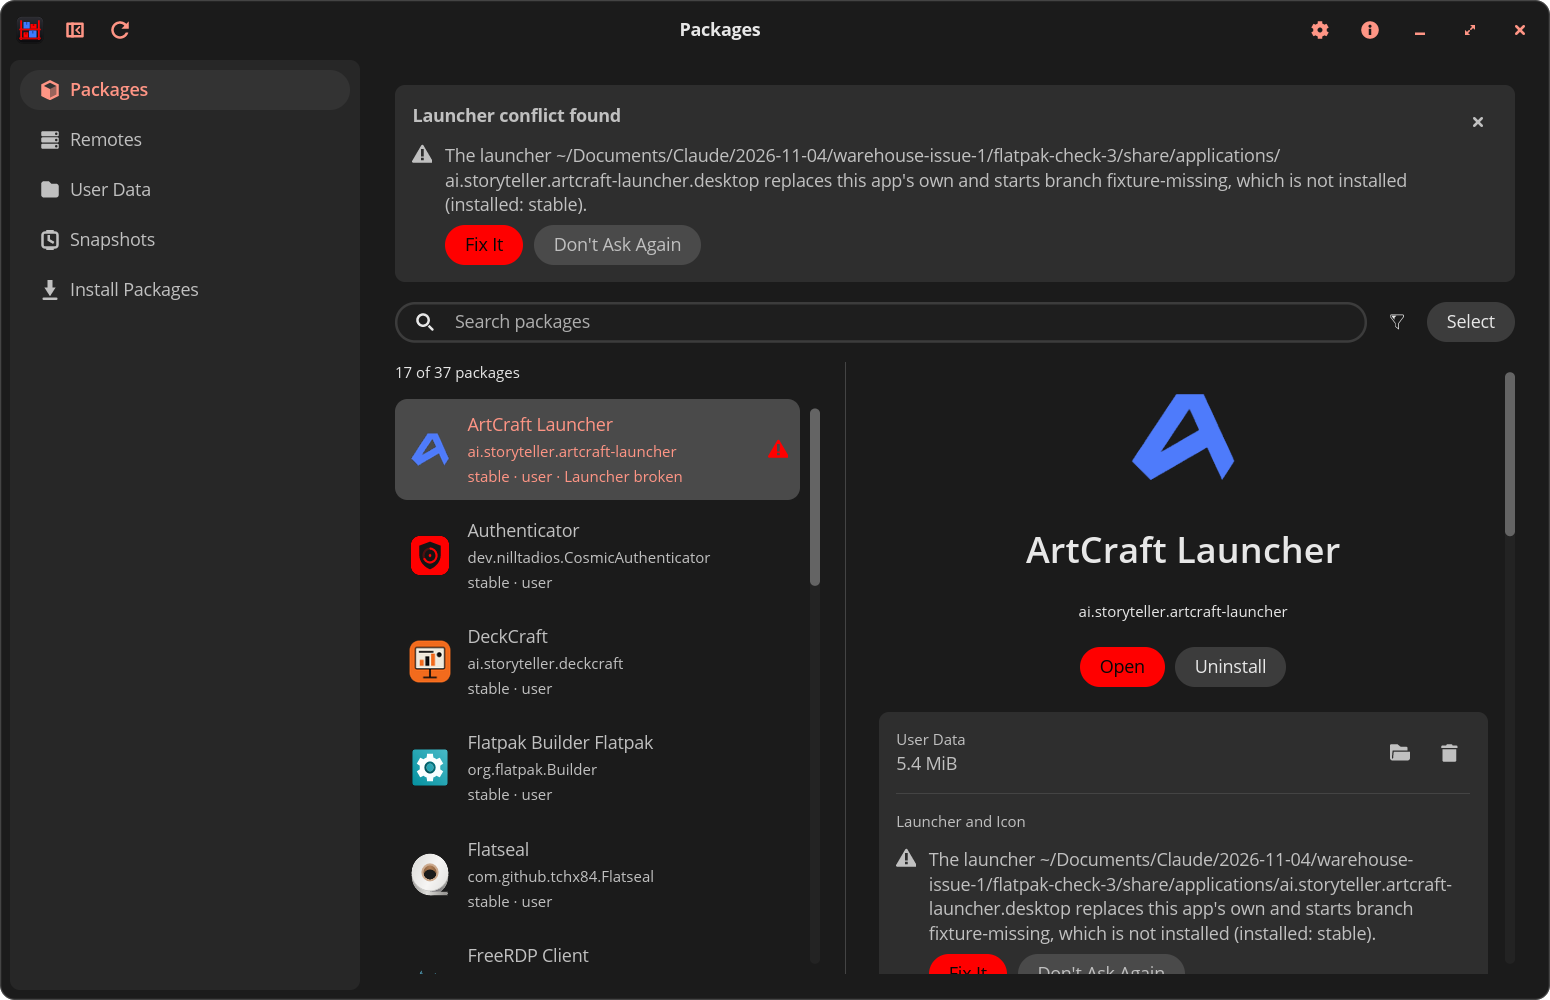 Packages
Packages
Remotes
User Data
Snapshots
Install Packages
Launcher conflict found
The launcher ~/Documents/Claude/2026-11-04/warehouse-issue-1/flatpak-check-3/share/applications/
ai.storyteller.artcraft-launcher.desktop replaces this app's own and starts branch fixture-missing, which is not installed
(installed: stable).
Fix It
Don't Ask Again
Search packages
Select
17 of 37 packages
ArtCraft Launcher
ai.storyteller.artcraft-launcher
stable · user · Launcher broken
Authenticator
dev.nilltadios.CosmicAuthenticator
stable · user
DeckCraft
ai.storyteller.deckcraft
stable · user
Flatpak Builder Flatpak
org.flatpak.Builder
stable · user
Flatseal
com.github.tchx84.Flatseal
stable · user
FreeRDP Client
ArtCraft Launcher
ai.storyteller.artcraft-launcher
Open
Uninstall
User Data
5.4 MiB
Launcher and Icon
The launcher ~/Documents/Claude/2026-11-04/warehouse-
issue-1/flatpak-check-3/share/applications/ai.storyteller.artcraft-
launcher.desktop replaces this app's own and starts branch
fixture-missing, which is not installed (installed: stable).
Fix It
Don't Ask Again